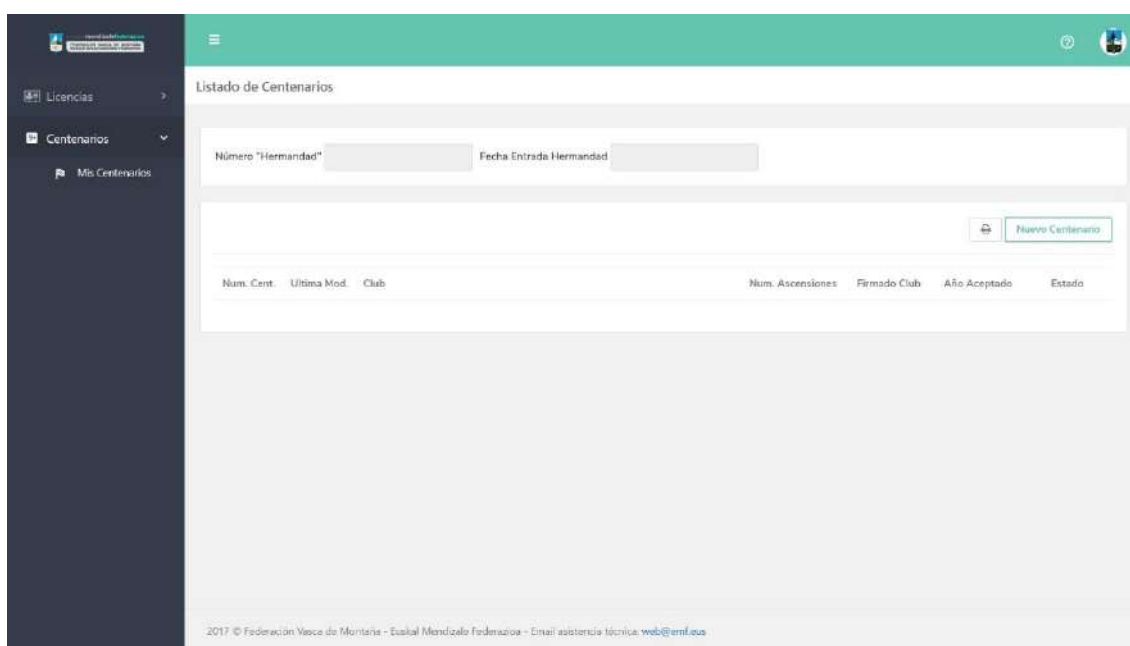 mendizalefederazioa
Licencias
Listado de Centenarios
Centenarios
Mis Centenarios
Número "Hermandad"
Fecha Entrada Hermandad
Nuevo Centenario
Num. Cent. Ultima Mod. Club Num. Ascensiones Firmado Club Año Aceptado Estado
2017 © Federación Vasca de Montaña - Euskal Mendizale Federazioa - Email asistencia técnica: web@emf.eus